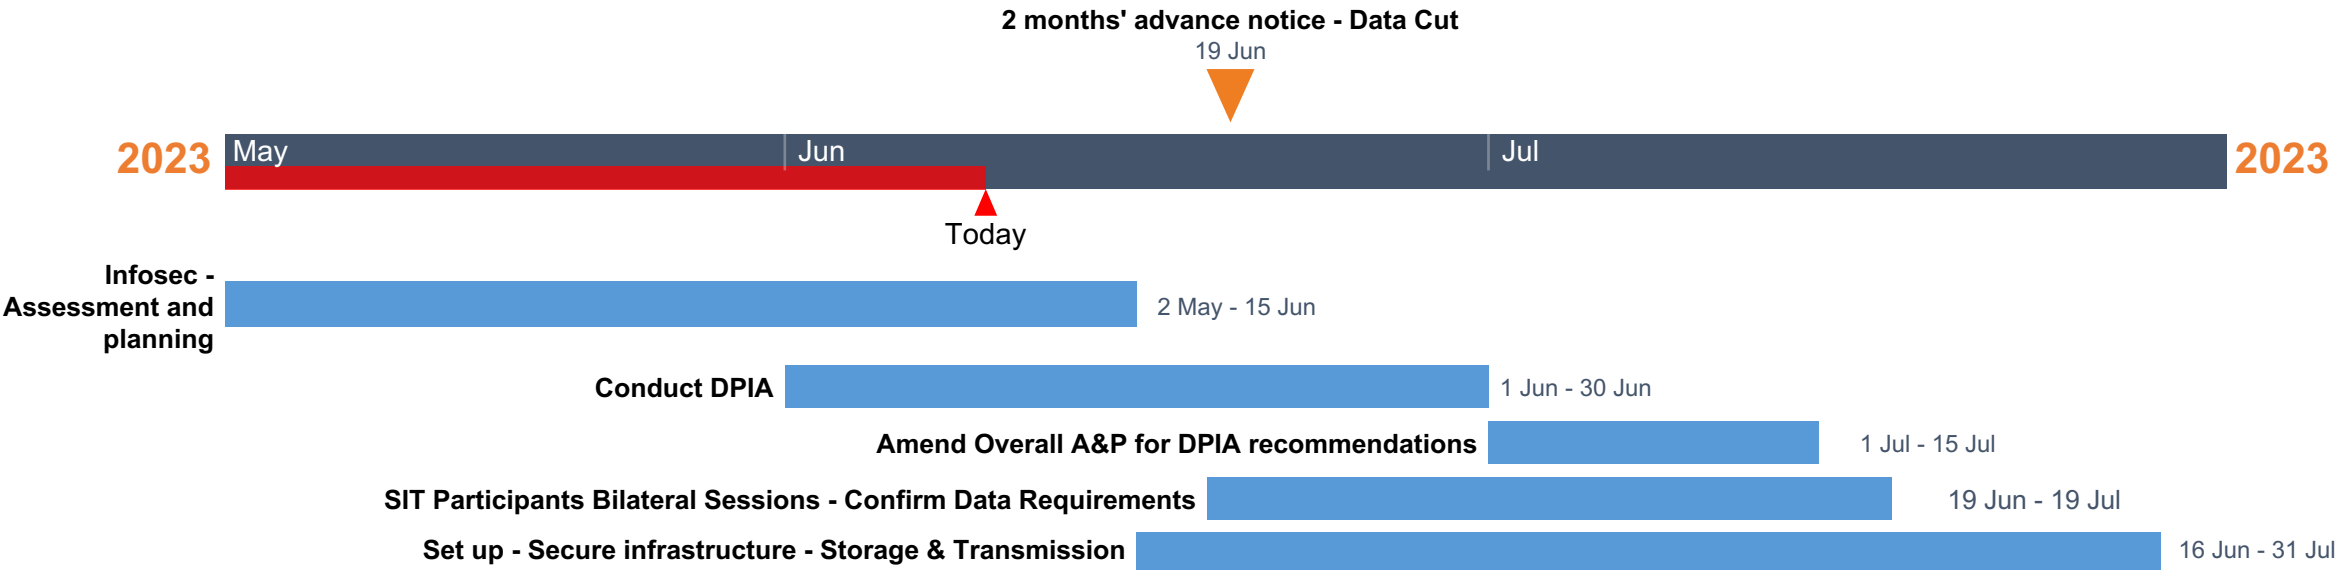 2 months' advance notice - Data Cut
19 Jun
2023
May
Jun
Jul
2023
Today
Infosec -
Assessment and
planning
2 May - 15 Jun
Conduct DPIA
1 Jun - 30 Jun
Amend Overall A&P for DPIA recommendations
1 Jul - 15 Jul
SIT Participants Bilateral Sessions - Confirm Data Requirements
19 Jun - 19 Jul
Set up - Secure infrastructure - Storage & Transmission
16 Jun - 31 Jul